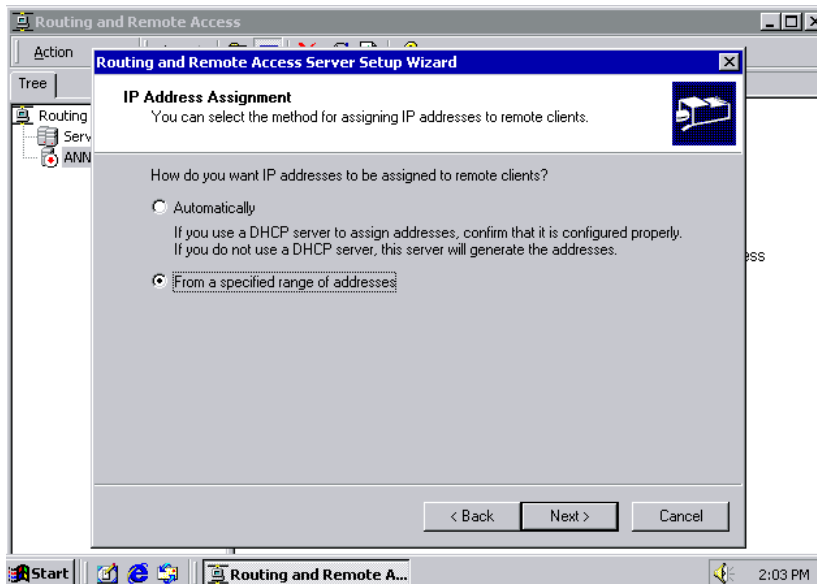 Routing and Remote Access
Action
Routing and Remote Access Server Setup Wizard
Tree
IP Address Assignment
You can select the method for assigning IP addresses to remote clients.
Routing
Serv
ANN
How do you want IP addresses to be assigned to remote clients?
Automatically
If you use a DHCP server to assign addresses, confirm that it is configured properly.
If you do not use a DHCP server, this server will generate the addresses.
ess
From a specified range of addresses
< Back
Next >
Cancel
Start
Routing and Remote A...
2:03 PM